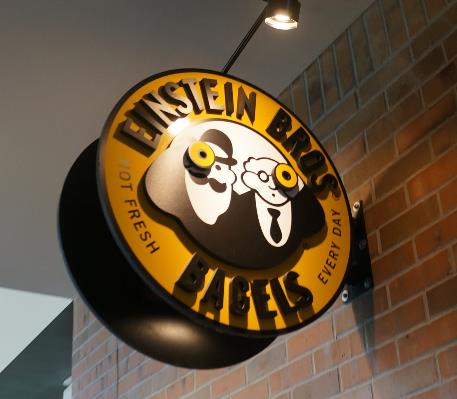 EINSTEIN BROS
HOT FRESH
EVERY DAY
BAGELS